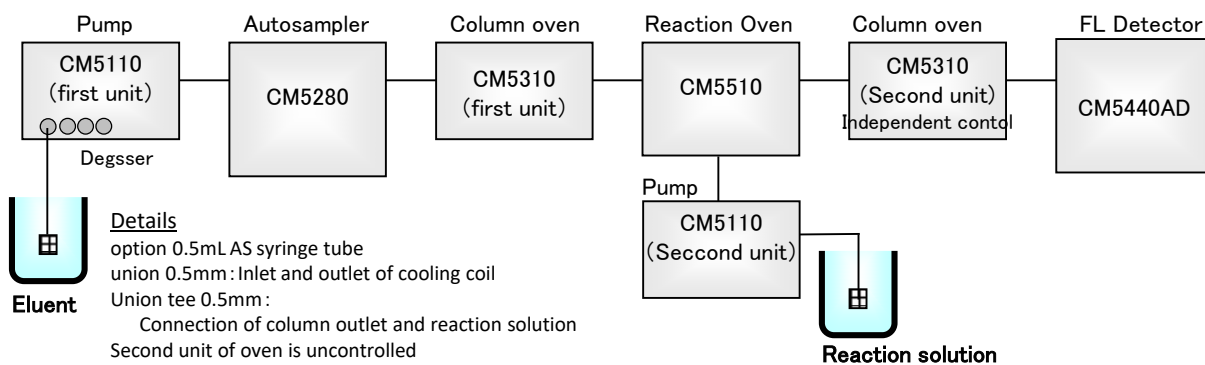 Pump
Autosampler
Column oven
Reaction Oven
Column oven
FL Detector
CM5110
(first unit)
CM5280
CM5310
(first unit)
CM5510
CM5310
(Second unit)
Independent contol
CM5440AD
Degsser
Pump
CM5110
(Seccond unit)
Details
option 0.5mL AS syringe tube
union 0.5mm : Inlet and outlet of cooling coil
Union tee 0.5mm :
Connection of column outlet and reaction solution
Second unit of oven is uncontrolled
Eluent
Reaction solution